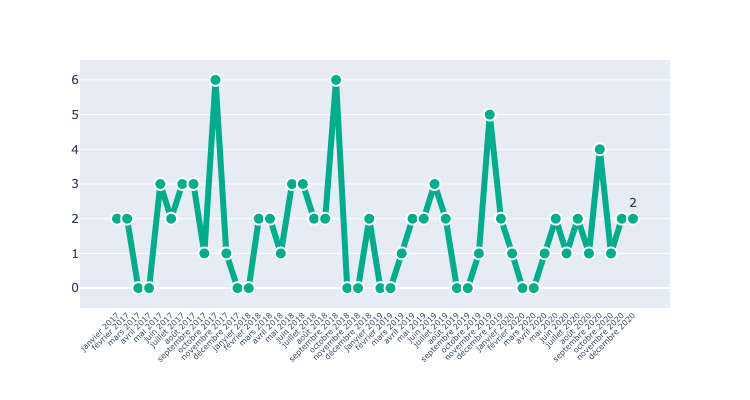 6
5
4
3
2
1
0
2
janvier 2017
février 2017
mars 2017
avril 2017
mai 2017
juin 2017
juillet 2017
août 2017
septembre 2017
octobre 2017
novembre 2017
décembre 2017
janvier 2018
février 2018
mars 2018
avril 2018
mai 2018
juin 2018
juillet 2018
août 2018
septembre 2018
octobre 2018
novembre 2018
décembre 2018
janvier 2019
février 2019
mars 2019
avril 2019
mai 2019
juin 2019
juillet 2019
août 2019
septembre 2019
octobre 2019
novembre 2019
décembre 2019
janvier 2020
février 2020
mars 2020
avril 2020
mai 2020
juin 2020
juillet 2020
août 2020
septembre 2020
octobre 2020
novembre 2020
décembre 2020